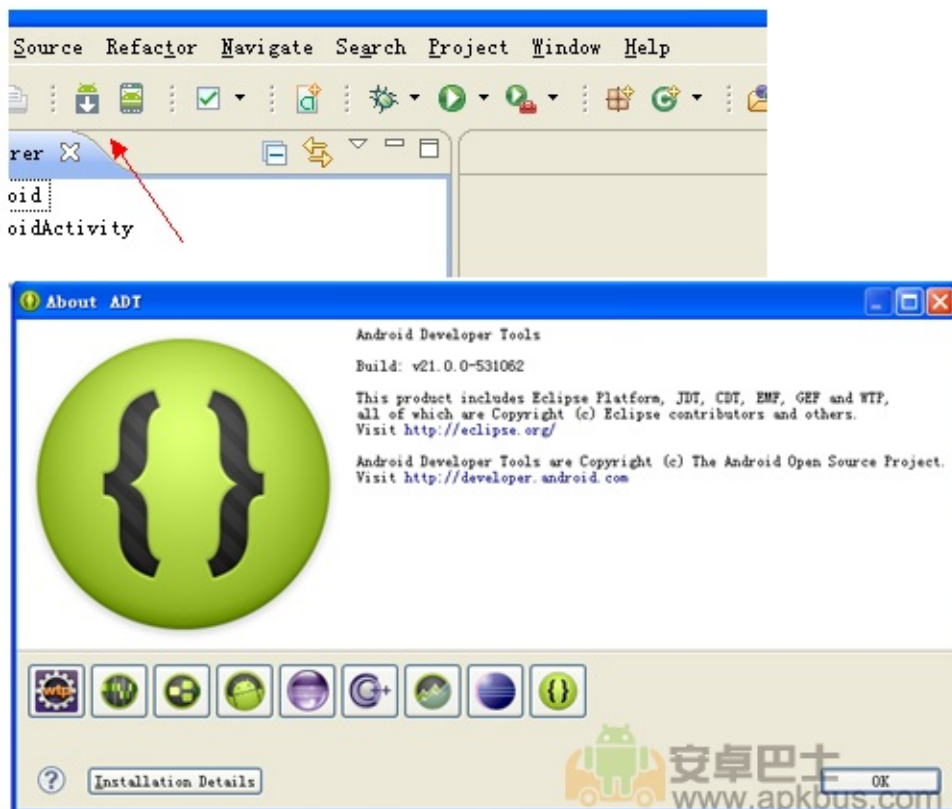 Source Refactor Navigate Search Project Window Help
rer
oid
oidActivity
About ADT
Android Developer Tools
Build: v21.0.0-531062
This product includes Eclipse Platform, JDT, CDT, EMF, GEF and WTP,
all of which are Copyright (c) Eclipse contributors and others.
Visit http://eclipse.org/
Android Developer Tools are Copyright (c) The Android Open Source Project.
Visit http://developer.android.com
wtp
Installation Details
OK
安卓巴士
www.apkbus.com